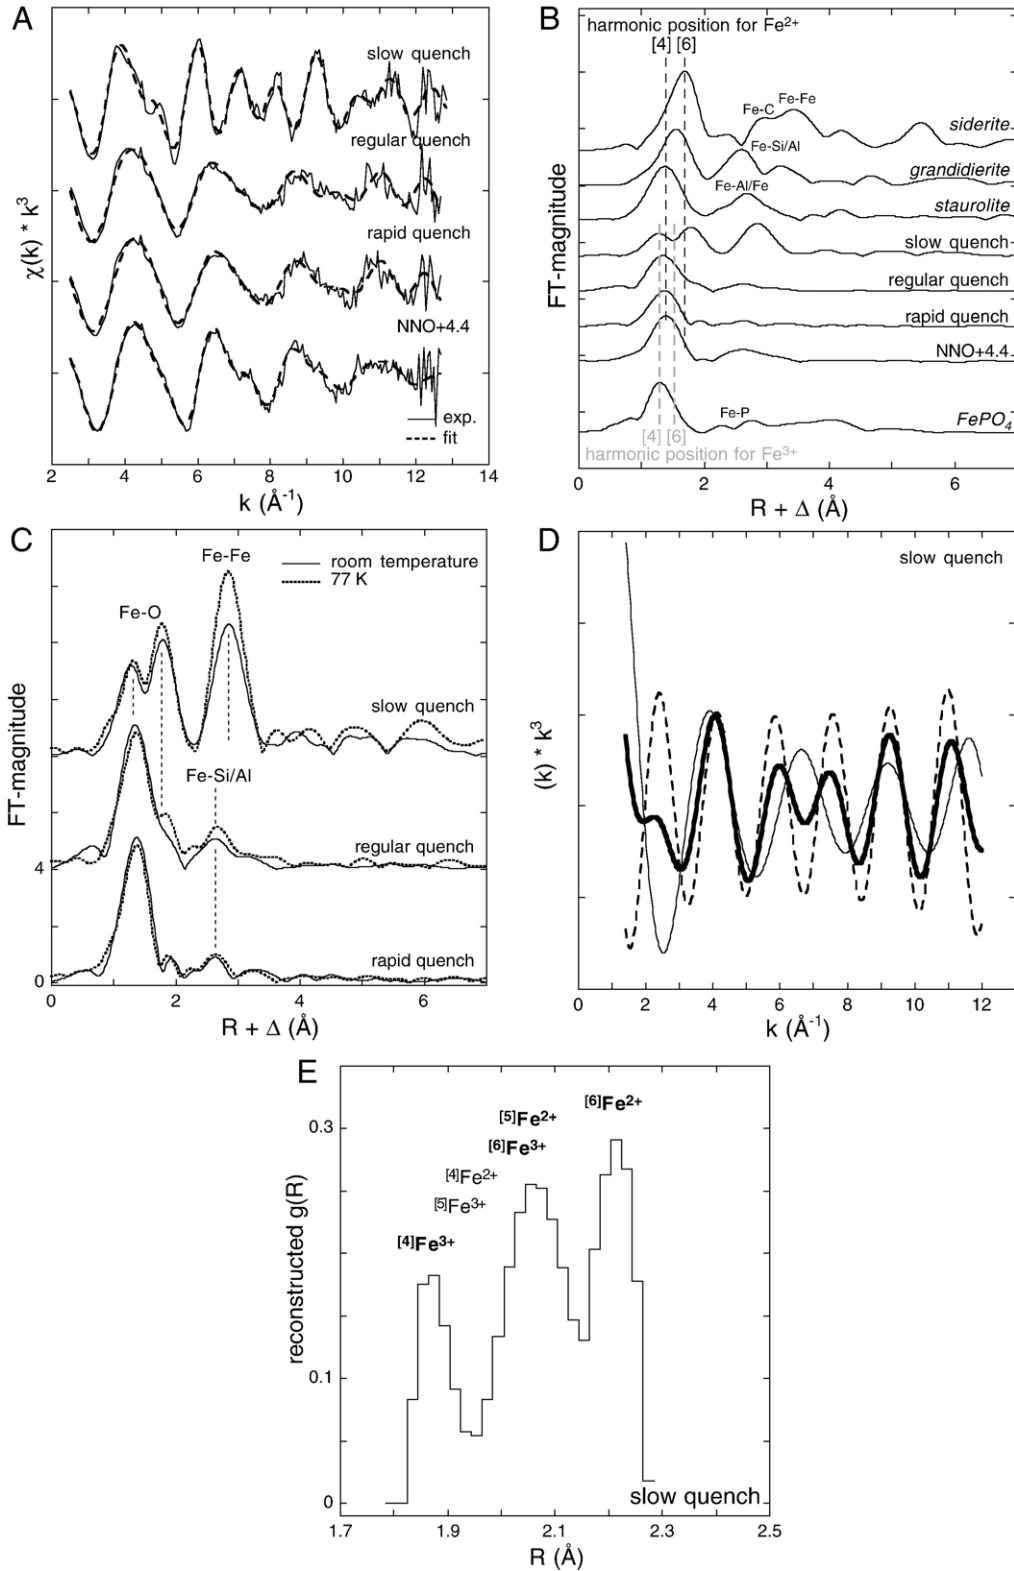 A
slow quench
regular quench
rapid quench
NNO+4.4
exp.
fit
χ(k) * k³
2 4 6 8 10 12 14
k (Å⁻¹)
B
harmonic position for Fe²⁺
[4] [6]
Fe-C
Fe-Fe
siderite
Fe-Si/Al
grandidierite
Fe-Al/Fe
staurolite
slow quench
regular quench
rapid quench
NNO+4.4
Fe-P
FePO₄
[4] [6]
harmonic position for Fe³⁺
FT-magnitude
0 2 4 6
R + Δ (Å)
C
Fe-Fe
room temperature
77 K
Fe-O
slow quench
Fe-Si/Al
regular quench
4
rapid quench
0
FT-magnitude
0 2 4 6
R + Δ (Å)
D
slow quench
(k) * k³
0 2 4 6 8 10 12
k (Å⁻¹)
E
[6]Fe²⁺
[5]Fe²⁺
[6]Fe³⁺
[4]Fe²⁺
[5]Fe³⁺
[4]Fe³⁺
0.3
0.1
0
slow quench
reconstructed g(R)
1.7 1.9 2.1 2.3 2.5
R (Å)